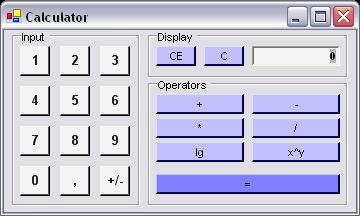 Calculator
Input
1 2 3
4 5 6
7 8 9
0 , +/-
Display
CE C 0
Operators
+ -
* /
lg x^y
=